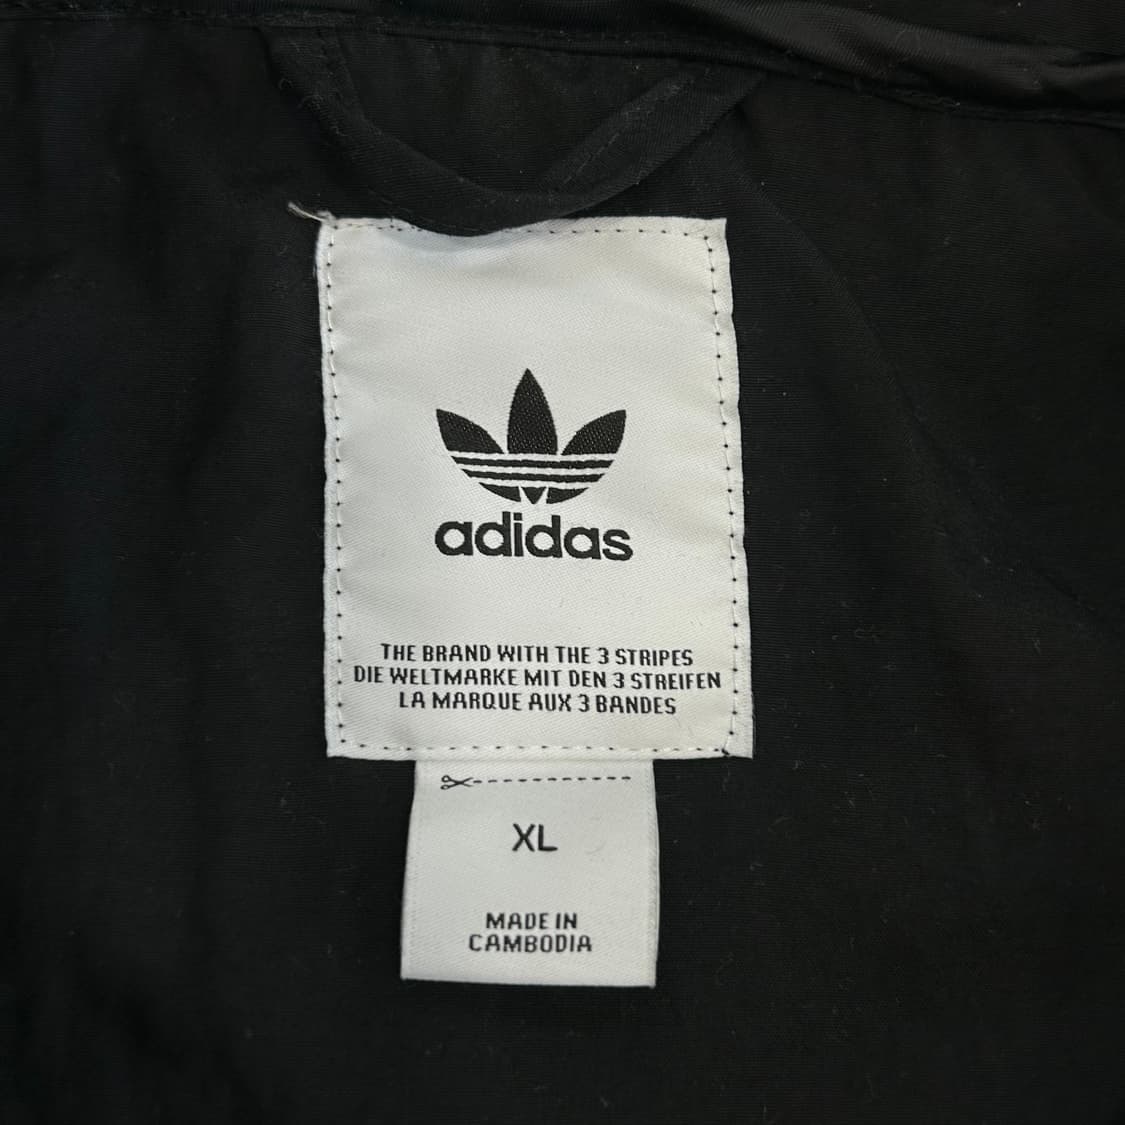 adidas
THE BRAND WITH THE 3 STRIPES
DIE WELTMARKE MIT DEN 3 STREIFEN
LA MARQUE AUX 3 BANDES
XL
MADE IN
CAMBODIA